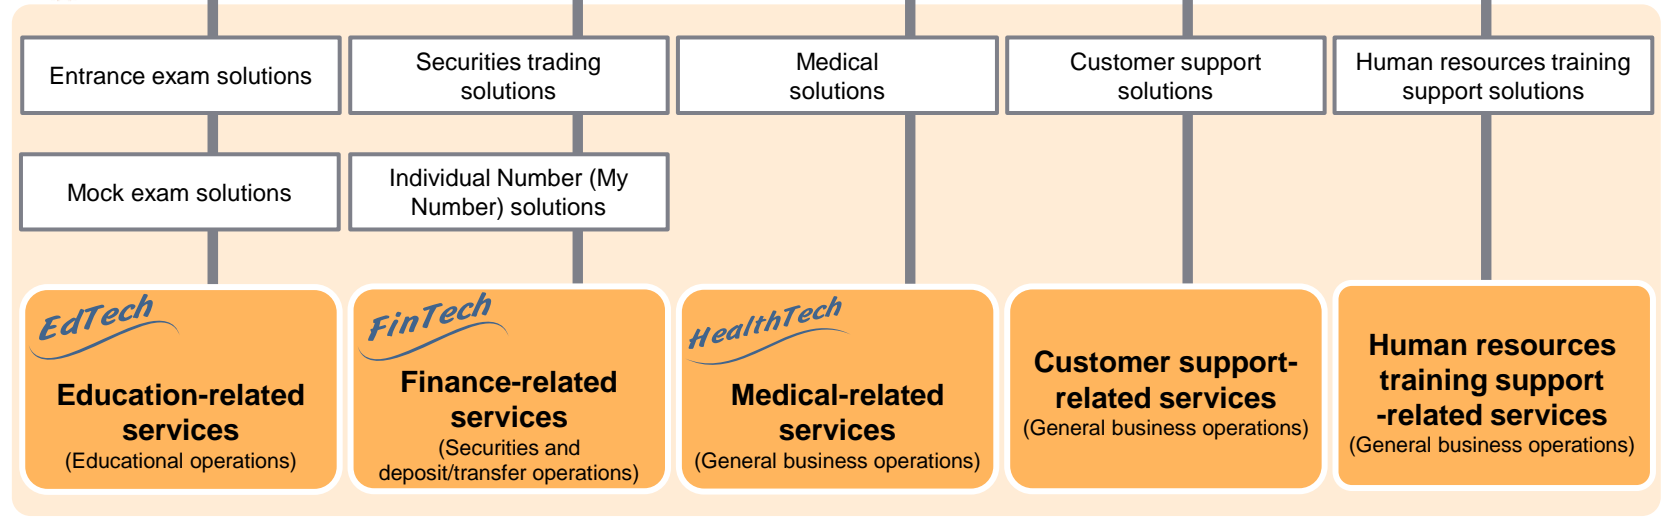 Entrance exam solutions
Securities trading
solutions
Medical
solutions
Customer support
solutions
Human resources training
support solutions
Mock exam solutions
Individual Number (My
Number) solutions
EdTech
Education-related
services
(Educational operations)
FinTech
Finance-related
services
(Securities and
deposit/transfer operations)
HealthTech
Medical-related
services
(General business operations)
Customer support-
related services
(General business operations)
Human resources
training support
-related services
(General business operations)